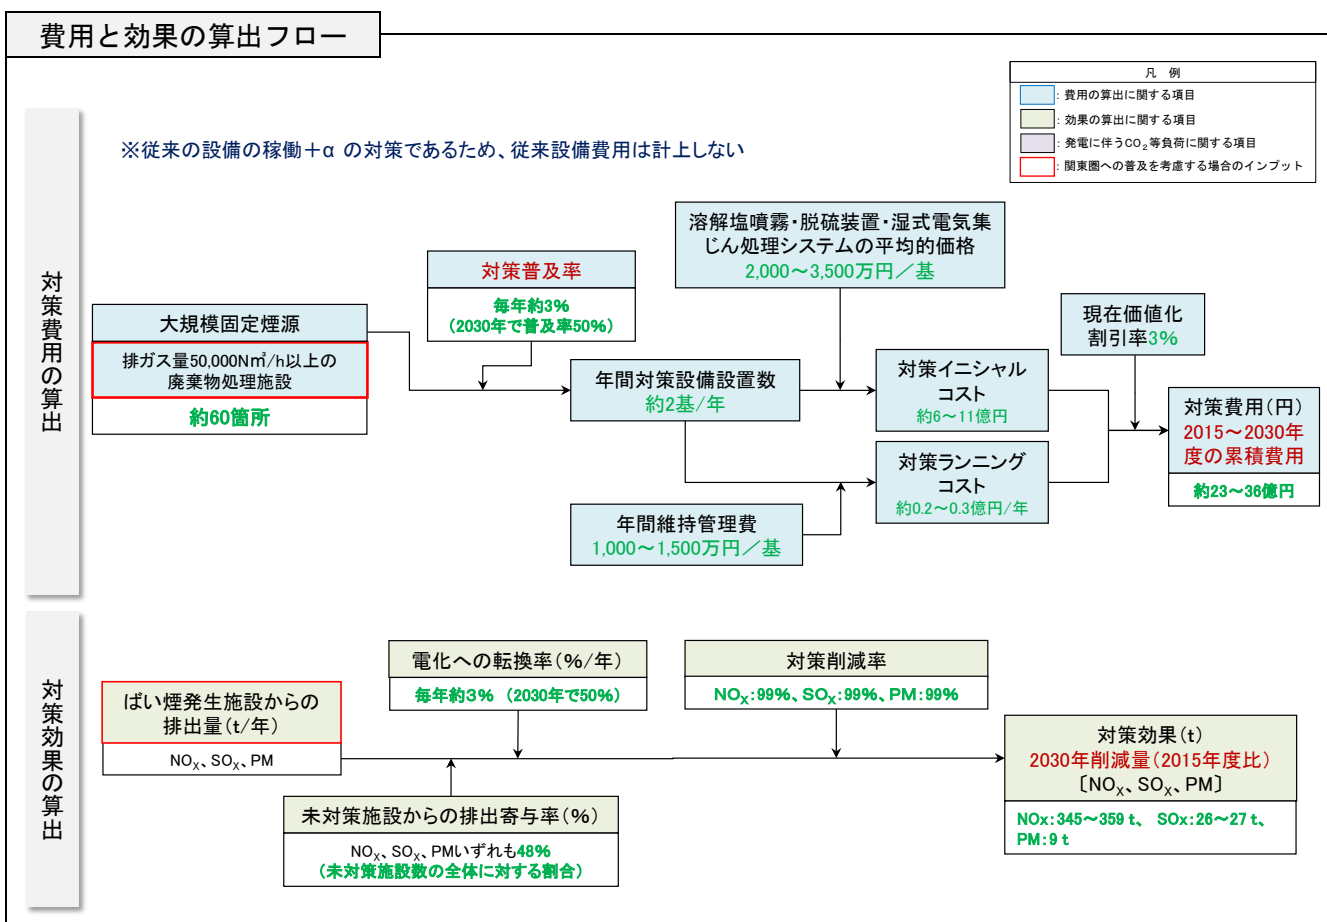 費用と効果の算出フロー
凡 例
：費用の算出に関する項目
：効果の算出に関する項目
：発電に伴うCO₂等負荷に関する項目
：関東圏への普及を考慮する場合のインプット
対策費用の算出
※従来の設備の稼働＋α の対策であるため、従来設備費用は計上しない
大規模固定煙源
排ガス量50,000N㎥/h以上の
廃棄物処理施設
約60箇所
対策普及率
毎年約3%
（2030年で普及率50%）
溶解塩噴霧・脱硫装置・湿式電気集
じん処理システムの平均的価格
2,000～3,500万円／基
年間対策設備設置数
約2基/年
年間維持管理費
1,000～1,500万円／基
対策イニシャル
コスト
約6～11億円
対策ランニング
コスト
約0.2～0.3億円/年
現在価値化
割引率3%
対策費用（円）
2015～2030年
度の累積費用
約23～36億円
対策効果の算出
ばい煙発生施設からの
排出量（t/年）
NOX、SOX、PM
電化への転換率（%/年）
毎年約3% （2030年で50%）
未対策施設からの排出寄与率（%）
NOX、SOX、PMいずれも48%
（未対策施設数の全体に対する割合）
対策削減率
NOX：99%、SOX：99%、PM：99%
対策効果（t）
2030年削減量（2015年度比）
〔NOX、SOX、PM〕
NOx：345～359 t、 SOx：26～27 t、
PM：9 t